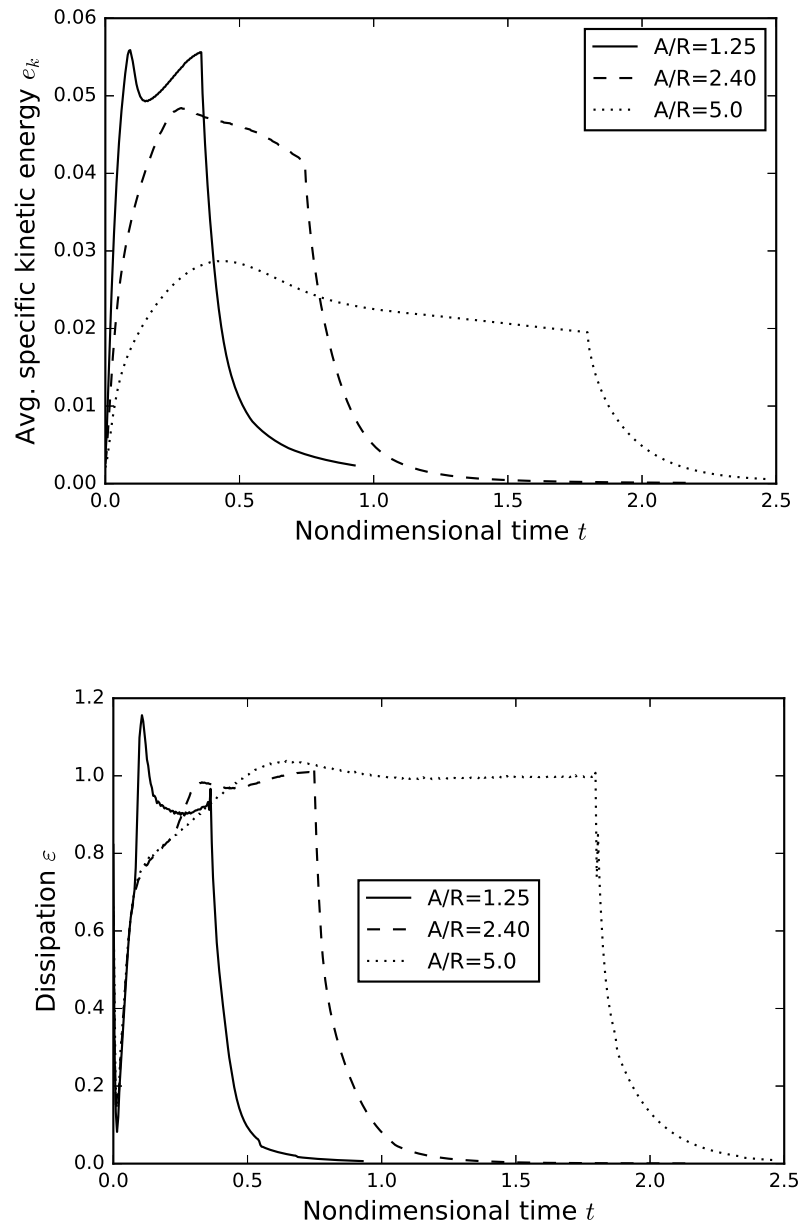 0.06
0.05
0.04
0.03
0.02
0.01
0.00
Avg. specific kinetic energy e_k
A/R=1.25
A/R=2.40
A/R=5.0
0.0 0.5 1.0 1.5 2.0 2.5
Nondimensional time t
1.2
1.0
0.8
0.6
0.4
0.2
0.0
Dissipation ε
A/R=1.25
A/R=2.40
A/R=5.0
0.0 0.5 1.0 1.5 2.0 2.5
Nondimensional time t